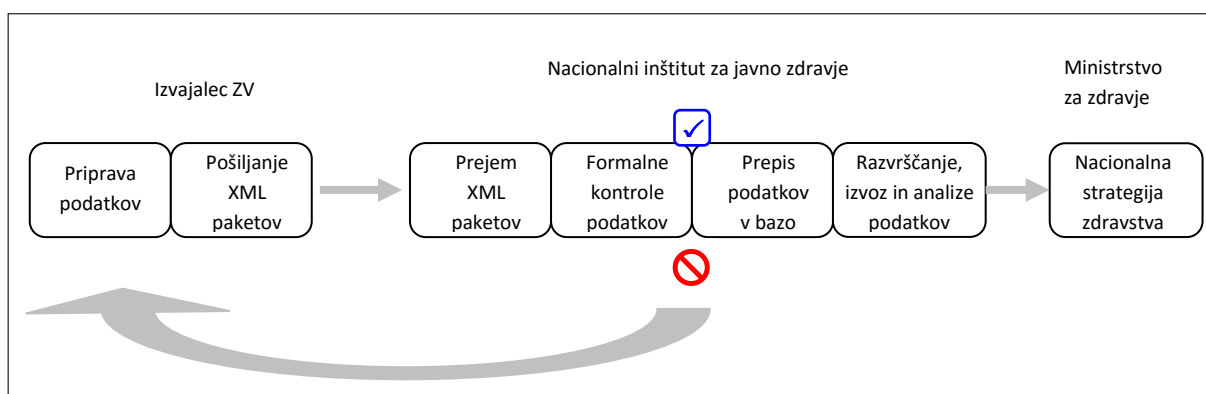 Izvajalec ZV
Nacionalni inštitut za javno zdravje
Ministrstvo
za zdravje
Priprava
podatkov
Pošiljanje
XML
paketov
Prejem
XML
paketov
Formalne
kontrole
podatkov
Prepis
podatkov
v bazo
Razvrščanje,
izvoz in analize
podatkov
Nacionalna
strategija
zdravstva